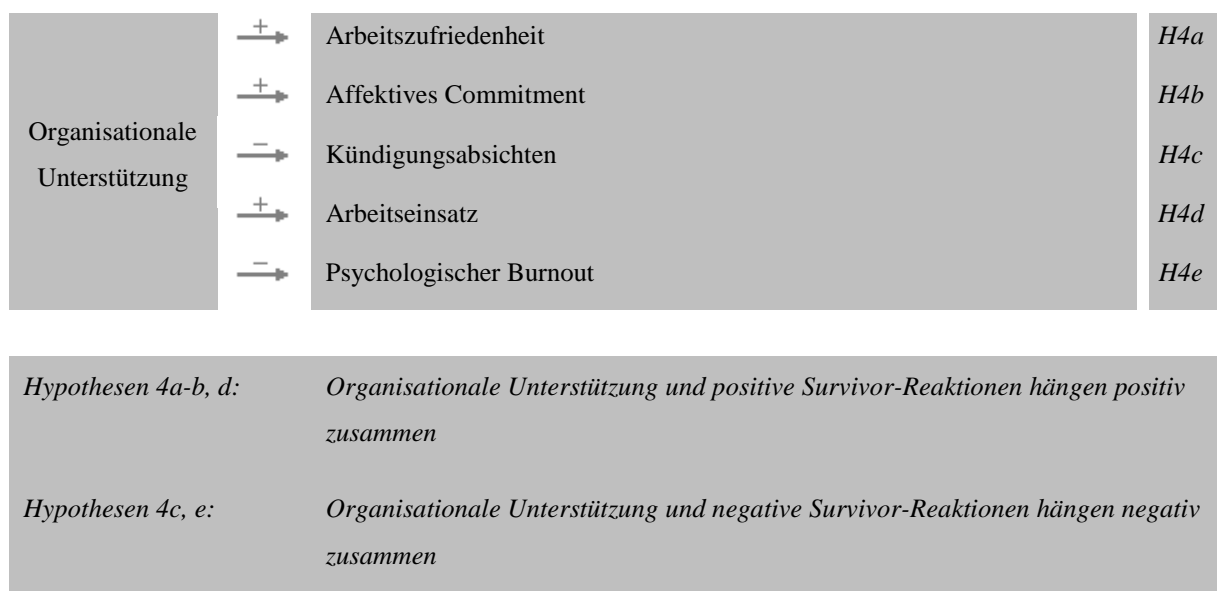 + Arbeitszufriedenheit H4a
+ Affektives Commitment H4b
Organisationale
Unterstützung
− Kündigungsabsichten H4c
+ Arbeitseinsatz H4d
− Psychologischer Burnout H4e
Hypothesen 4a-b, d: Organisationale Unterstützung und positive Survivor-Reaktionen hängen positiv
zusammen
Hypothesen 4c, e: Organisationale Unterstützung und negative Survivor-Reaktionen hängen negativ
zusammen